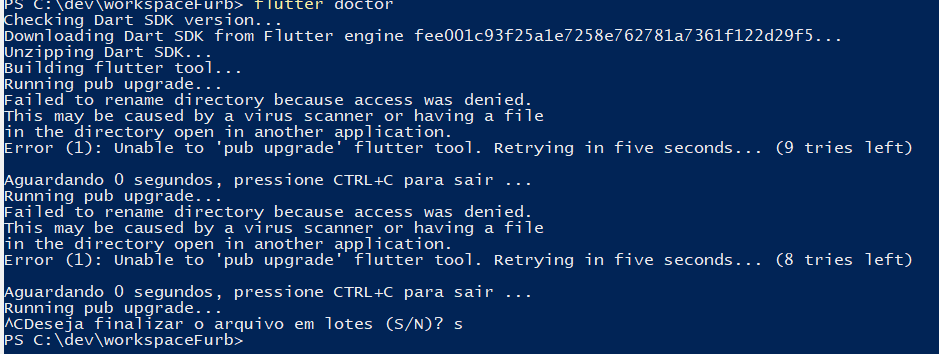 PS C:\dev\workspaceFurb> flutter doctor
Checking Dart SDK version...
Downloading Dart SDK from Flutter engine fee001c93f25a1e7258e762781a7361f122d29f5...
Unzipping Dart SDK...
Building flutter tool...
Running pub upgrade...
Failed to rename directory because access was denied.
This may be caused by a virus scanner or having a file
in the directory open in another application.
Error (1): Unable to 'pub upgrade' flutter tool. Retrying in five seconds... (9 tries left)
Aguardando 0 segundos, pressione CTRL+C para sair ...
Running pub upgrade...
Failed to rename directory because access was denied.
This may be caused by a virus scanner or having a file
in the directory open in another application.
Error (1): Unable to 'pub upgrade' flutter tool. Retrying in five seconds... (8 tries left)
Aguardando 0 segundos, pressione CTRL+C para sair ...
Running pub upgrade...
^CDeseja finalizar o arquivo em lotes (S/N)? s
PS C:\dev\workspaceFurb>